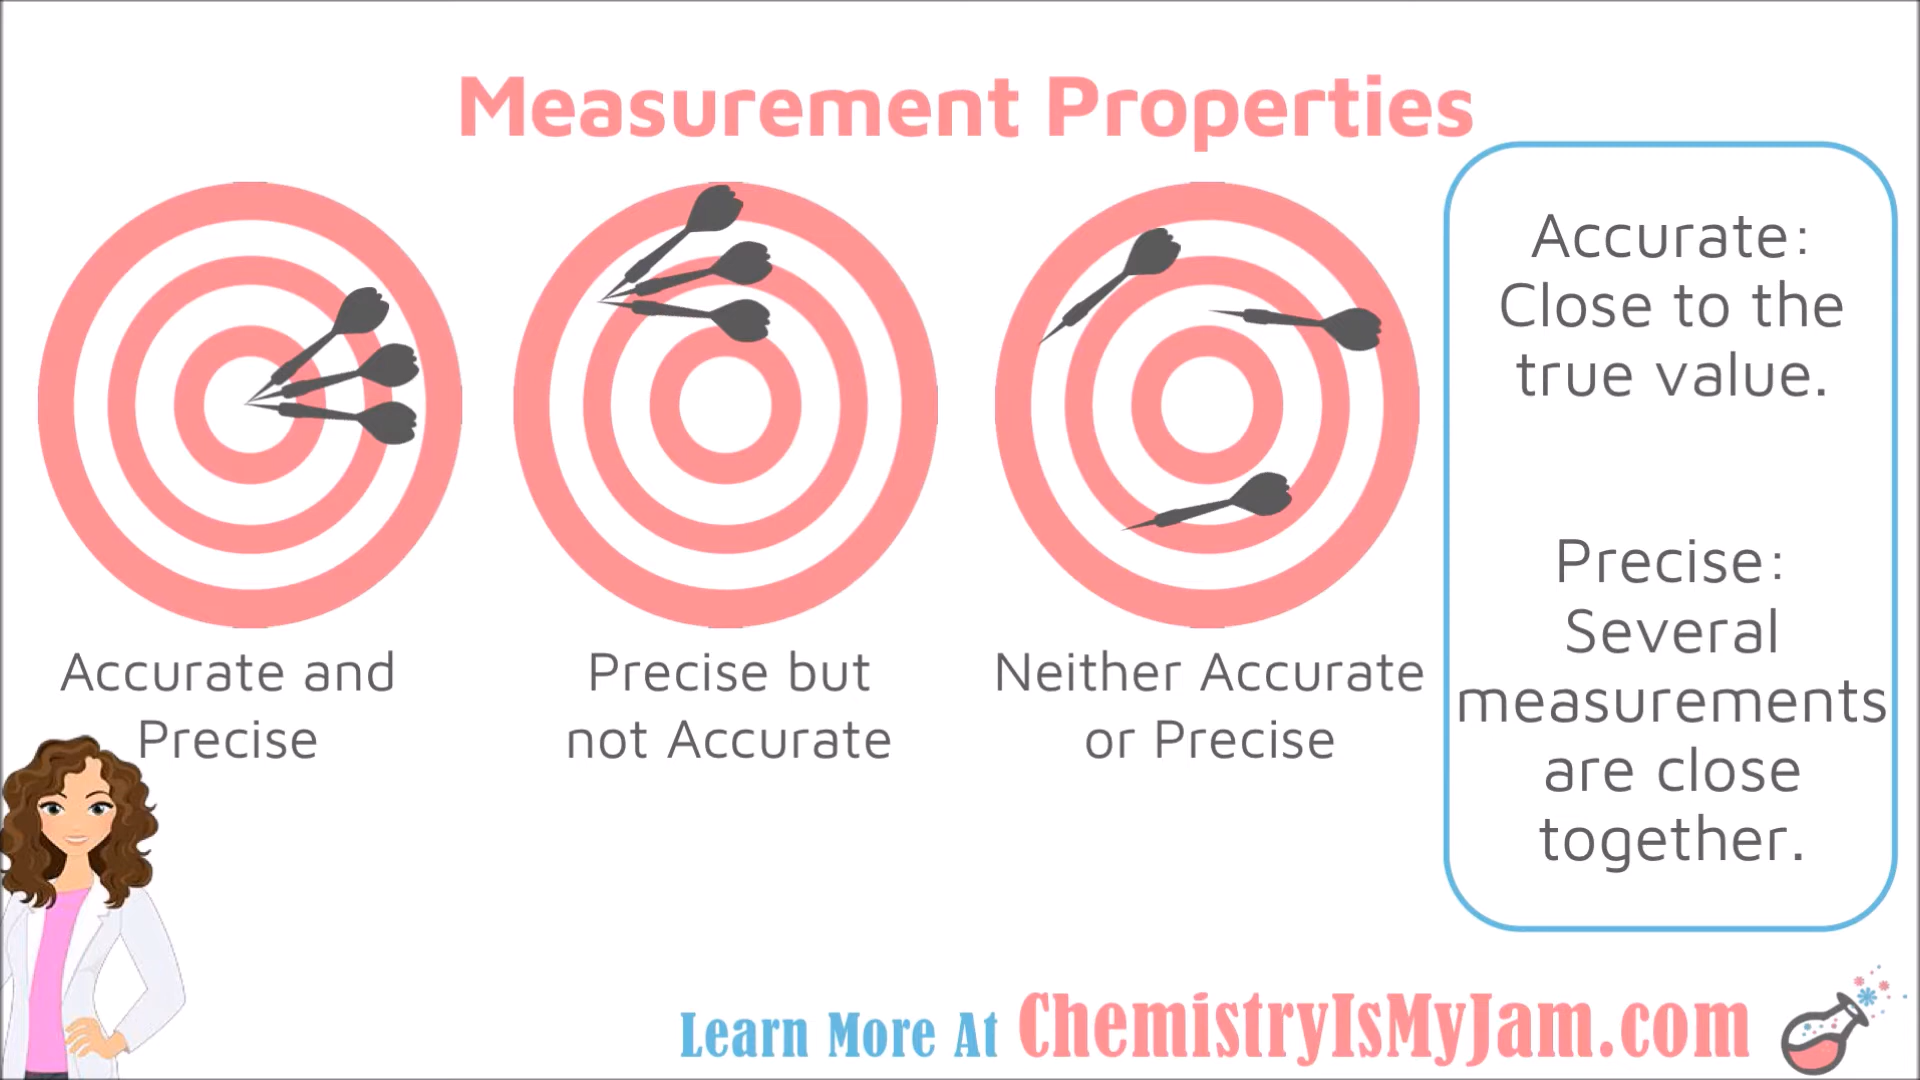 Measurement Properties
Accurate and
Precise
Precise but
not Accurate
Neither Accurate
or Precise
Accurate:
Close to the
true value.
Precise:
Several
measurements
are close
together.
Learn More At ChemistryIsMyJam.com